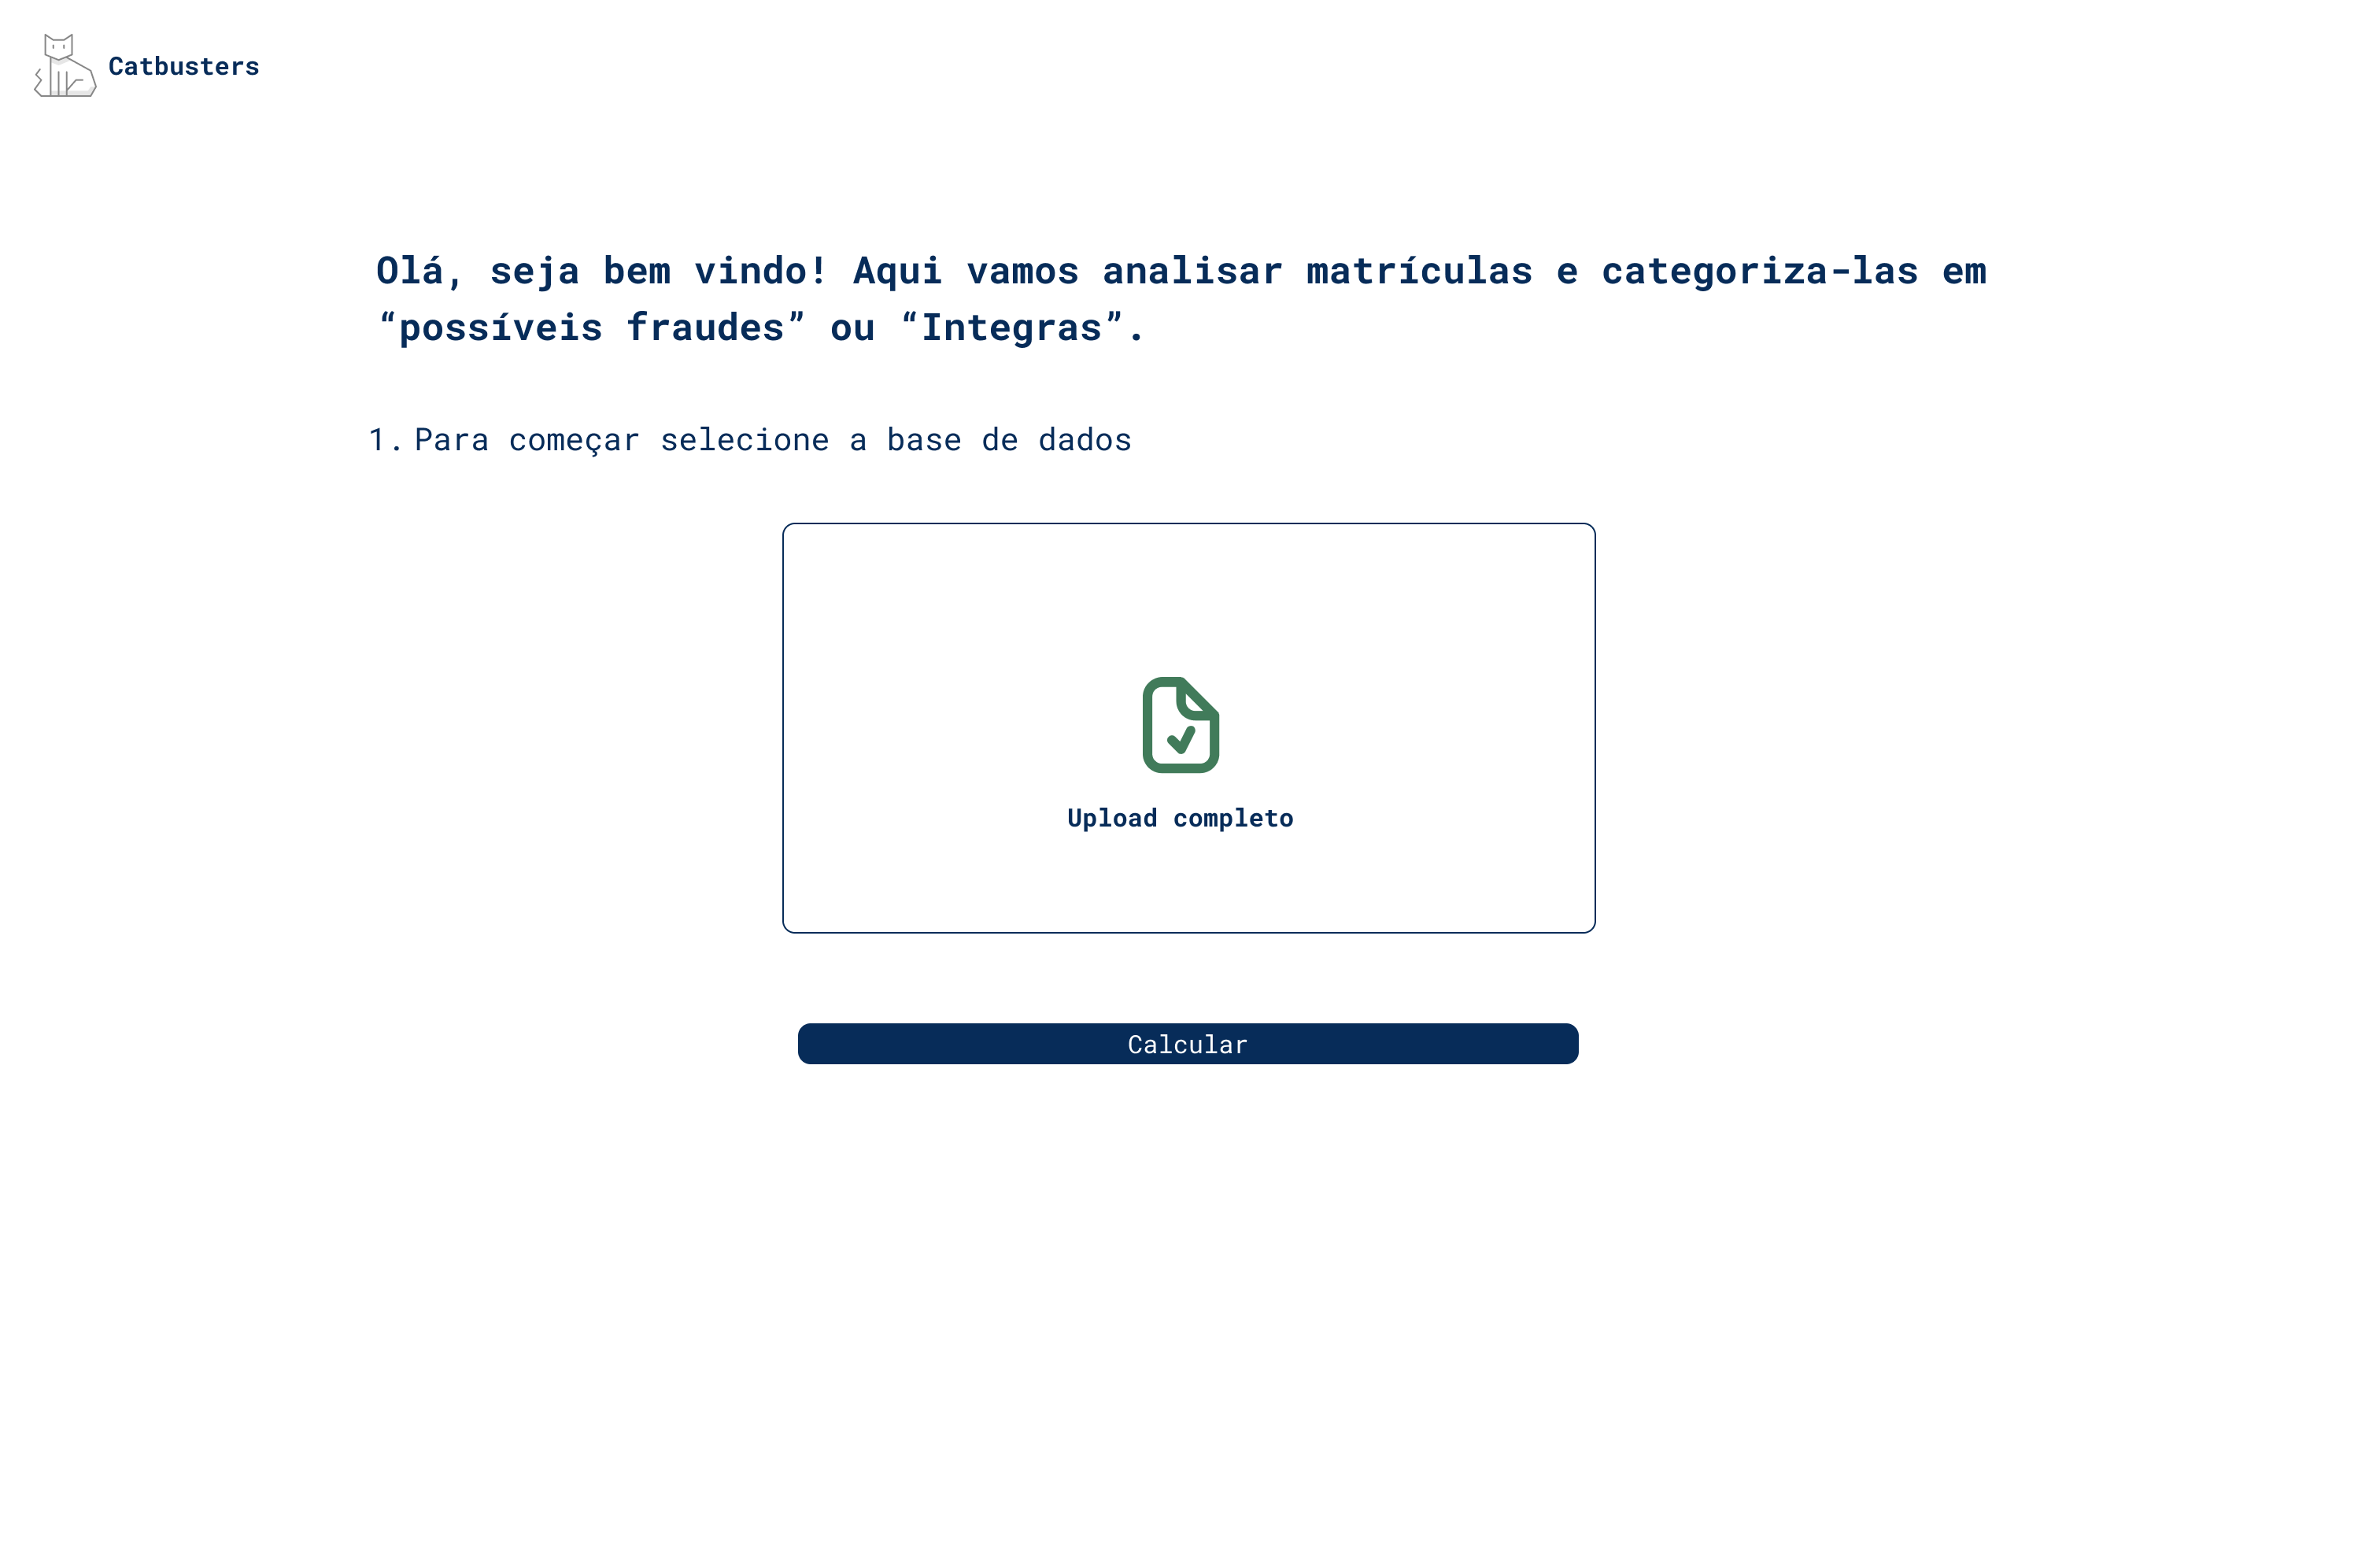 Catbusters
Olá, seja bem vindo! Aqui vamos analisar matrículas e categoriza-las em
“possíveis fraudes” ou “Integras”.
1. Para começar selecione a base de dados
Upload completo
Calcular